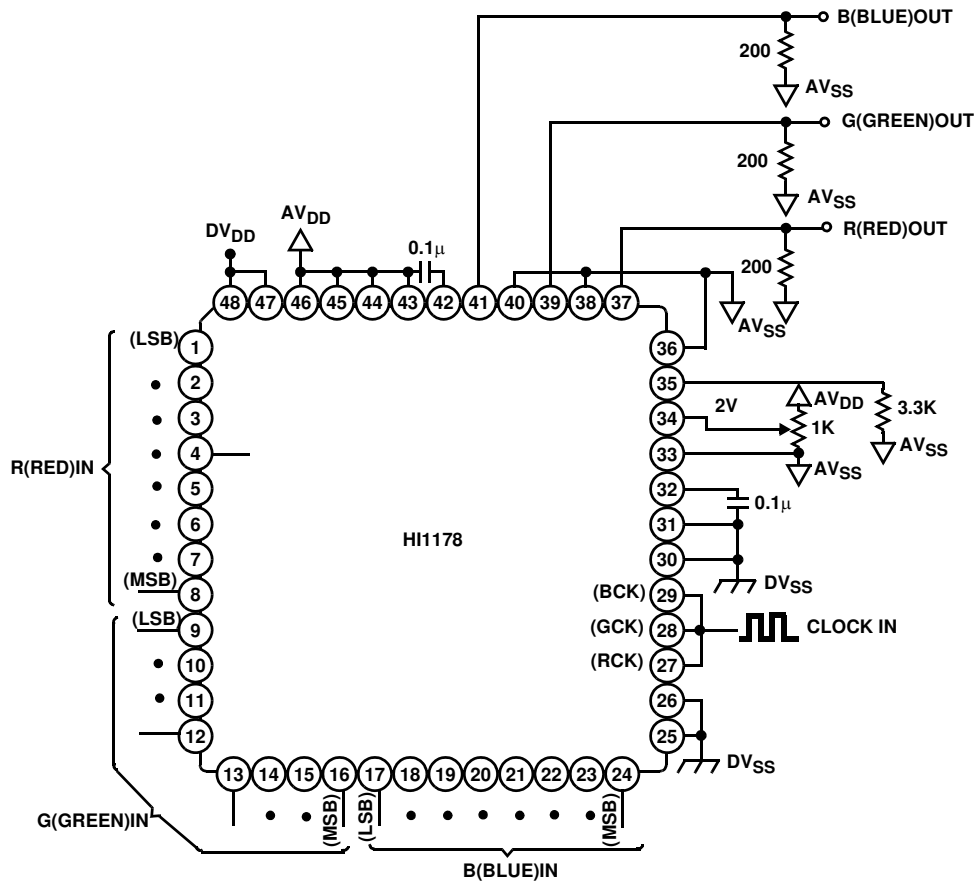 B(BLUE)OUT
200
AVSS
G(GREEN)OUT
200
AVSS
R(RED)OUT
200
AVSS
DVDD
AVDD
0.1μ
48 47 46 45 44 43 42 41 40 39 38 37
R(RED)IN
(LSB) 1
2
3
4
5
6
7
(MSB) 8
(LSB) 9
10
11
12
HI1178
36
35
34
33
32
31
30
(BCK) 29
(GCK) 28
(RCK) 27
26
25
2V
AVDD
1K
AVSS
3.3K
AVSS
0.1μ
DVSS
CLOCK IN
DVSS
13 14 15 16 17 18 19 20 21 22 23 24
(MSB)
(LSB)
(MSB)
G(GREEN)IN
B(BLUE)IN